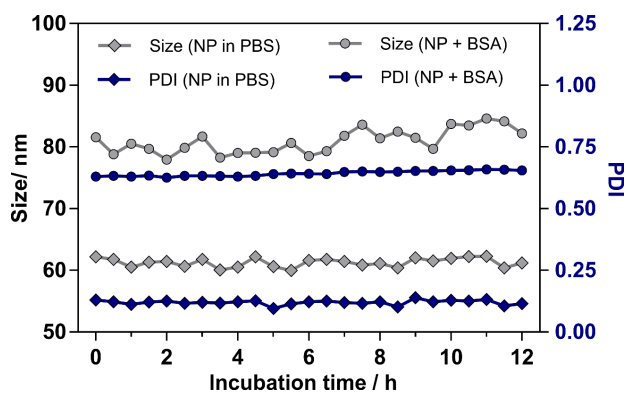 100
90
80
70
60
50
Size/ nm
Size (NP in PBS)
Size (NP + BSA)
PDI (NP in PBS)
PDI (NP + BSA)
1.25
1.00
0.75
0.50
0.25
0.00
PDI
0 2 4 6 8 10 12
Incubation time / h